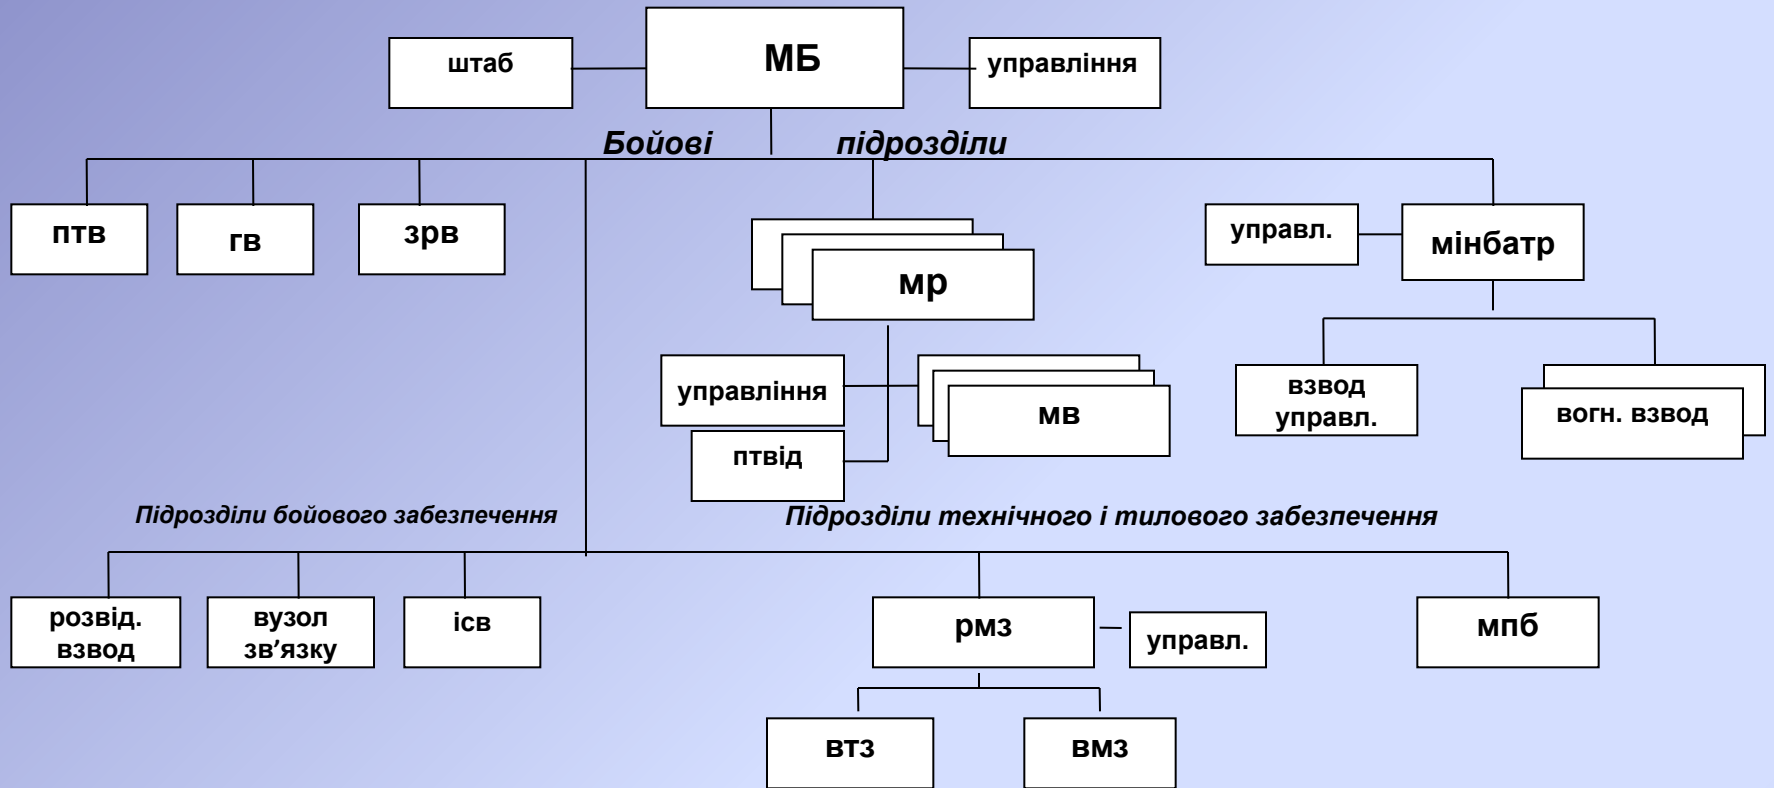 штаб
МБ
управління
Бойові підрозділи
птв
гв
зрв
мр
управл.
мінбатр
управління
мв
птвід
взвод
управл.
вогн. взвод
Підрозділи бойового забезпечення
Підрозділи технічного і тилового забезпечення
розвід.
взвод
вузол
зв’язку
ісв
рмз
управл.
мпб
втз
вмз